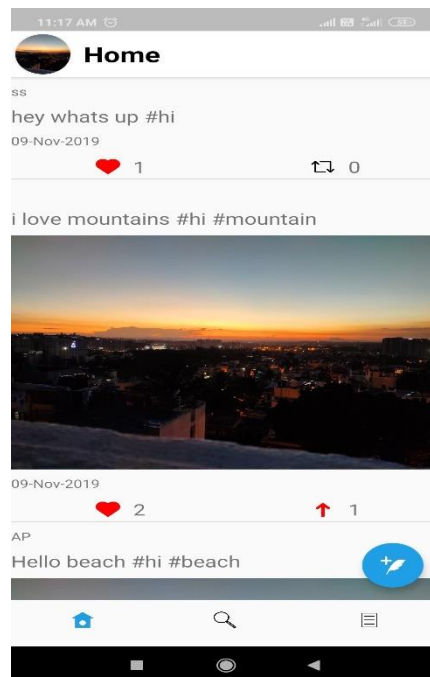 11:17 AM
Home
ss
hey whats up #hi
09-Nov-2019
1 0
i love mountains #hi #mountain
09-Nov-2019
2 1
AP
Hello beach #hi #beach